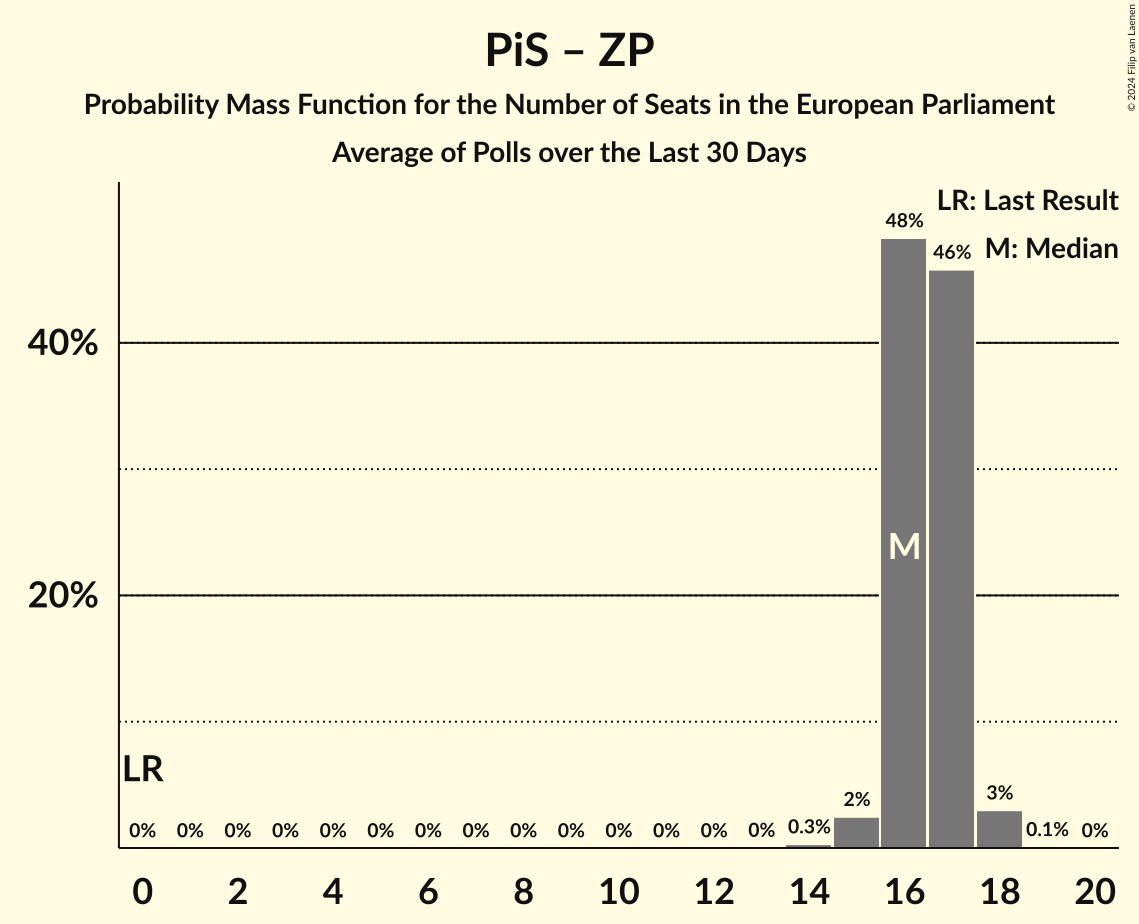 PiS – ZP
Probability Mass Function for the Number of Seats in the European Parliament
Average of Polls over the Last 30 Days
© 2024 Filip van Laenen
LR: Last Result
M: Median
48%
46%
40%
20%
M
LR
0% 0% 0% 0% 0% 0% 0% 0% 0% 0% 0% 0% 0% 0% 0.3% 2% 3% 0.1% 0%
0 2 4 6 8 10 12 14 16 18 20